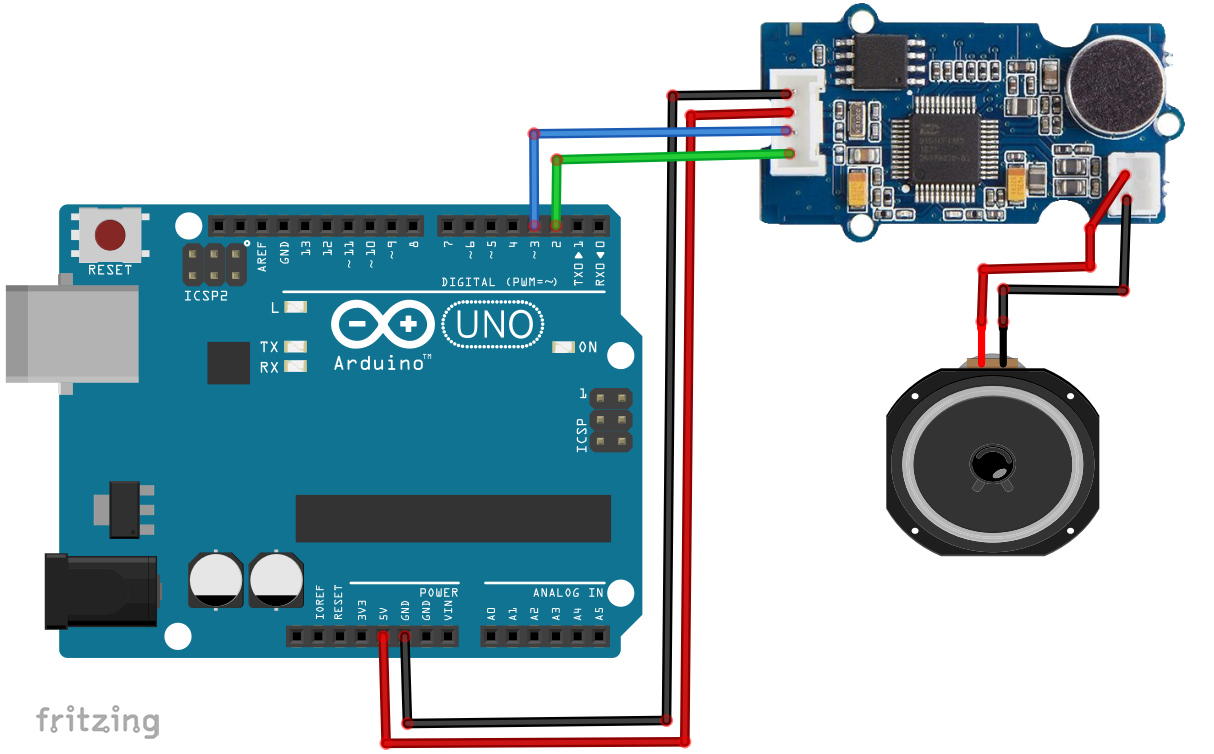 RESET
ICSP2
AREF
GND
13
12
~11
~10
~9
8
7
~6
~5
4
~3
2
TX0▶1
RX0◀0
DIGITAL (PWM=~)
L
TX
RX
Arduino™
UNO
ON
1
ICSP
POWER
ANALOG IN
IOREF
RESET
3V3
5V
GND
GND
VIN
A0
A1
A2
A3
A4
A5
fritzing